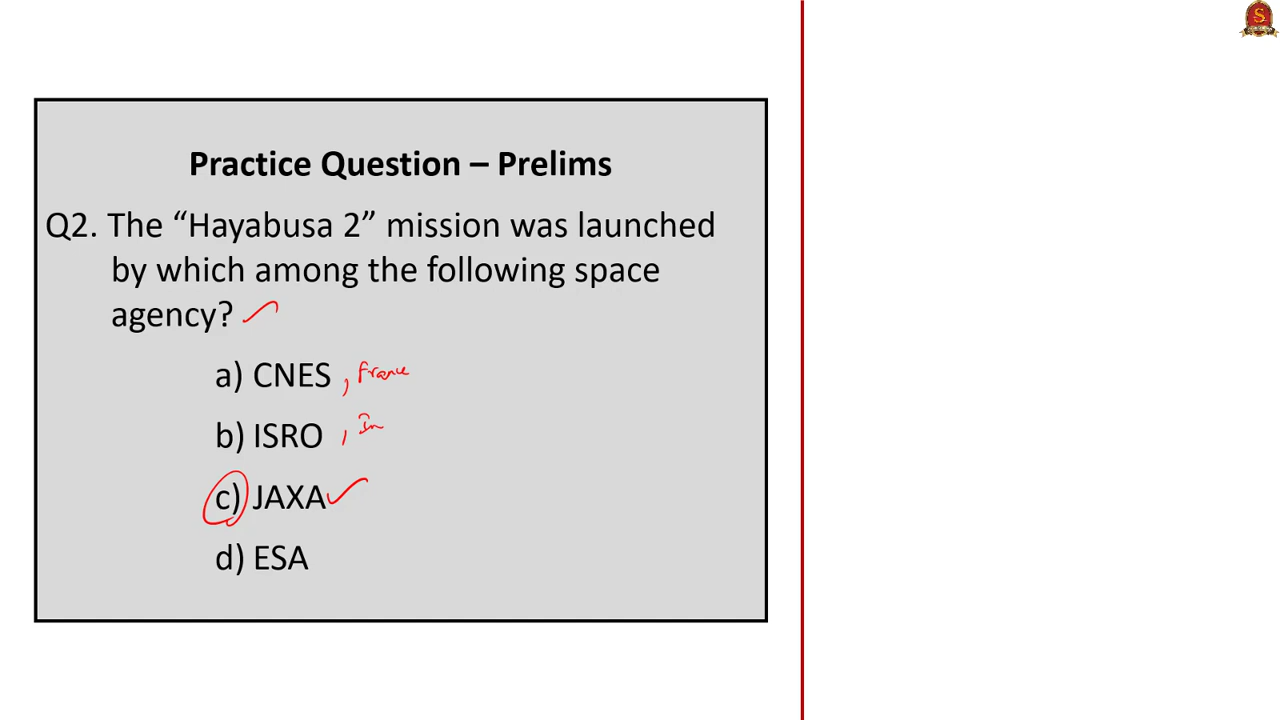 Practice Question – Prelims
Q2. The “Hayabusa 2” mission was launched
by which among the following space
agency?
a) CNES , France
b) ISRO , In
c) JAXA
d) ESA
S